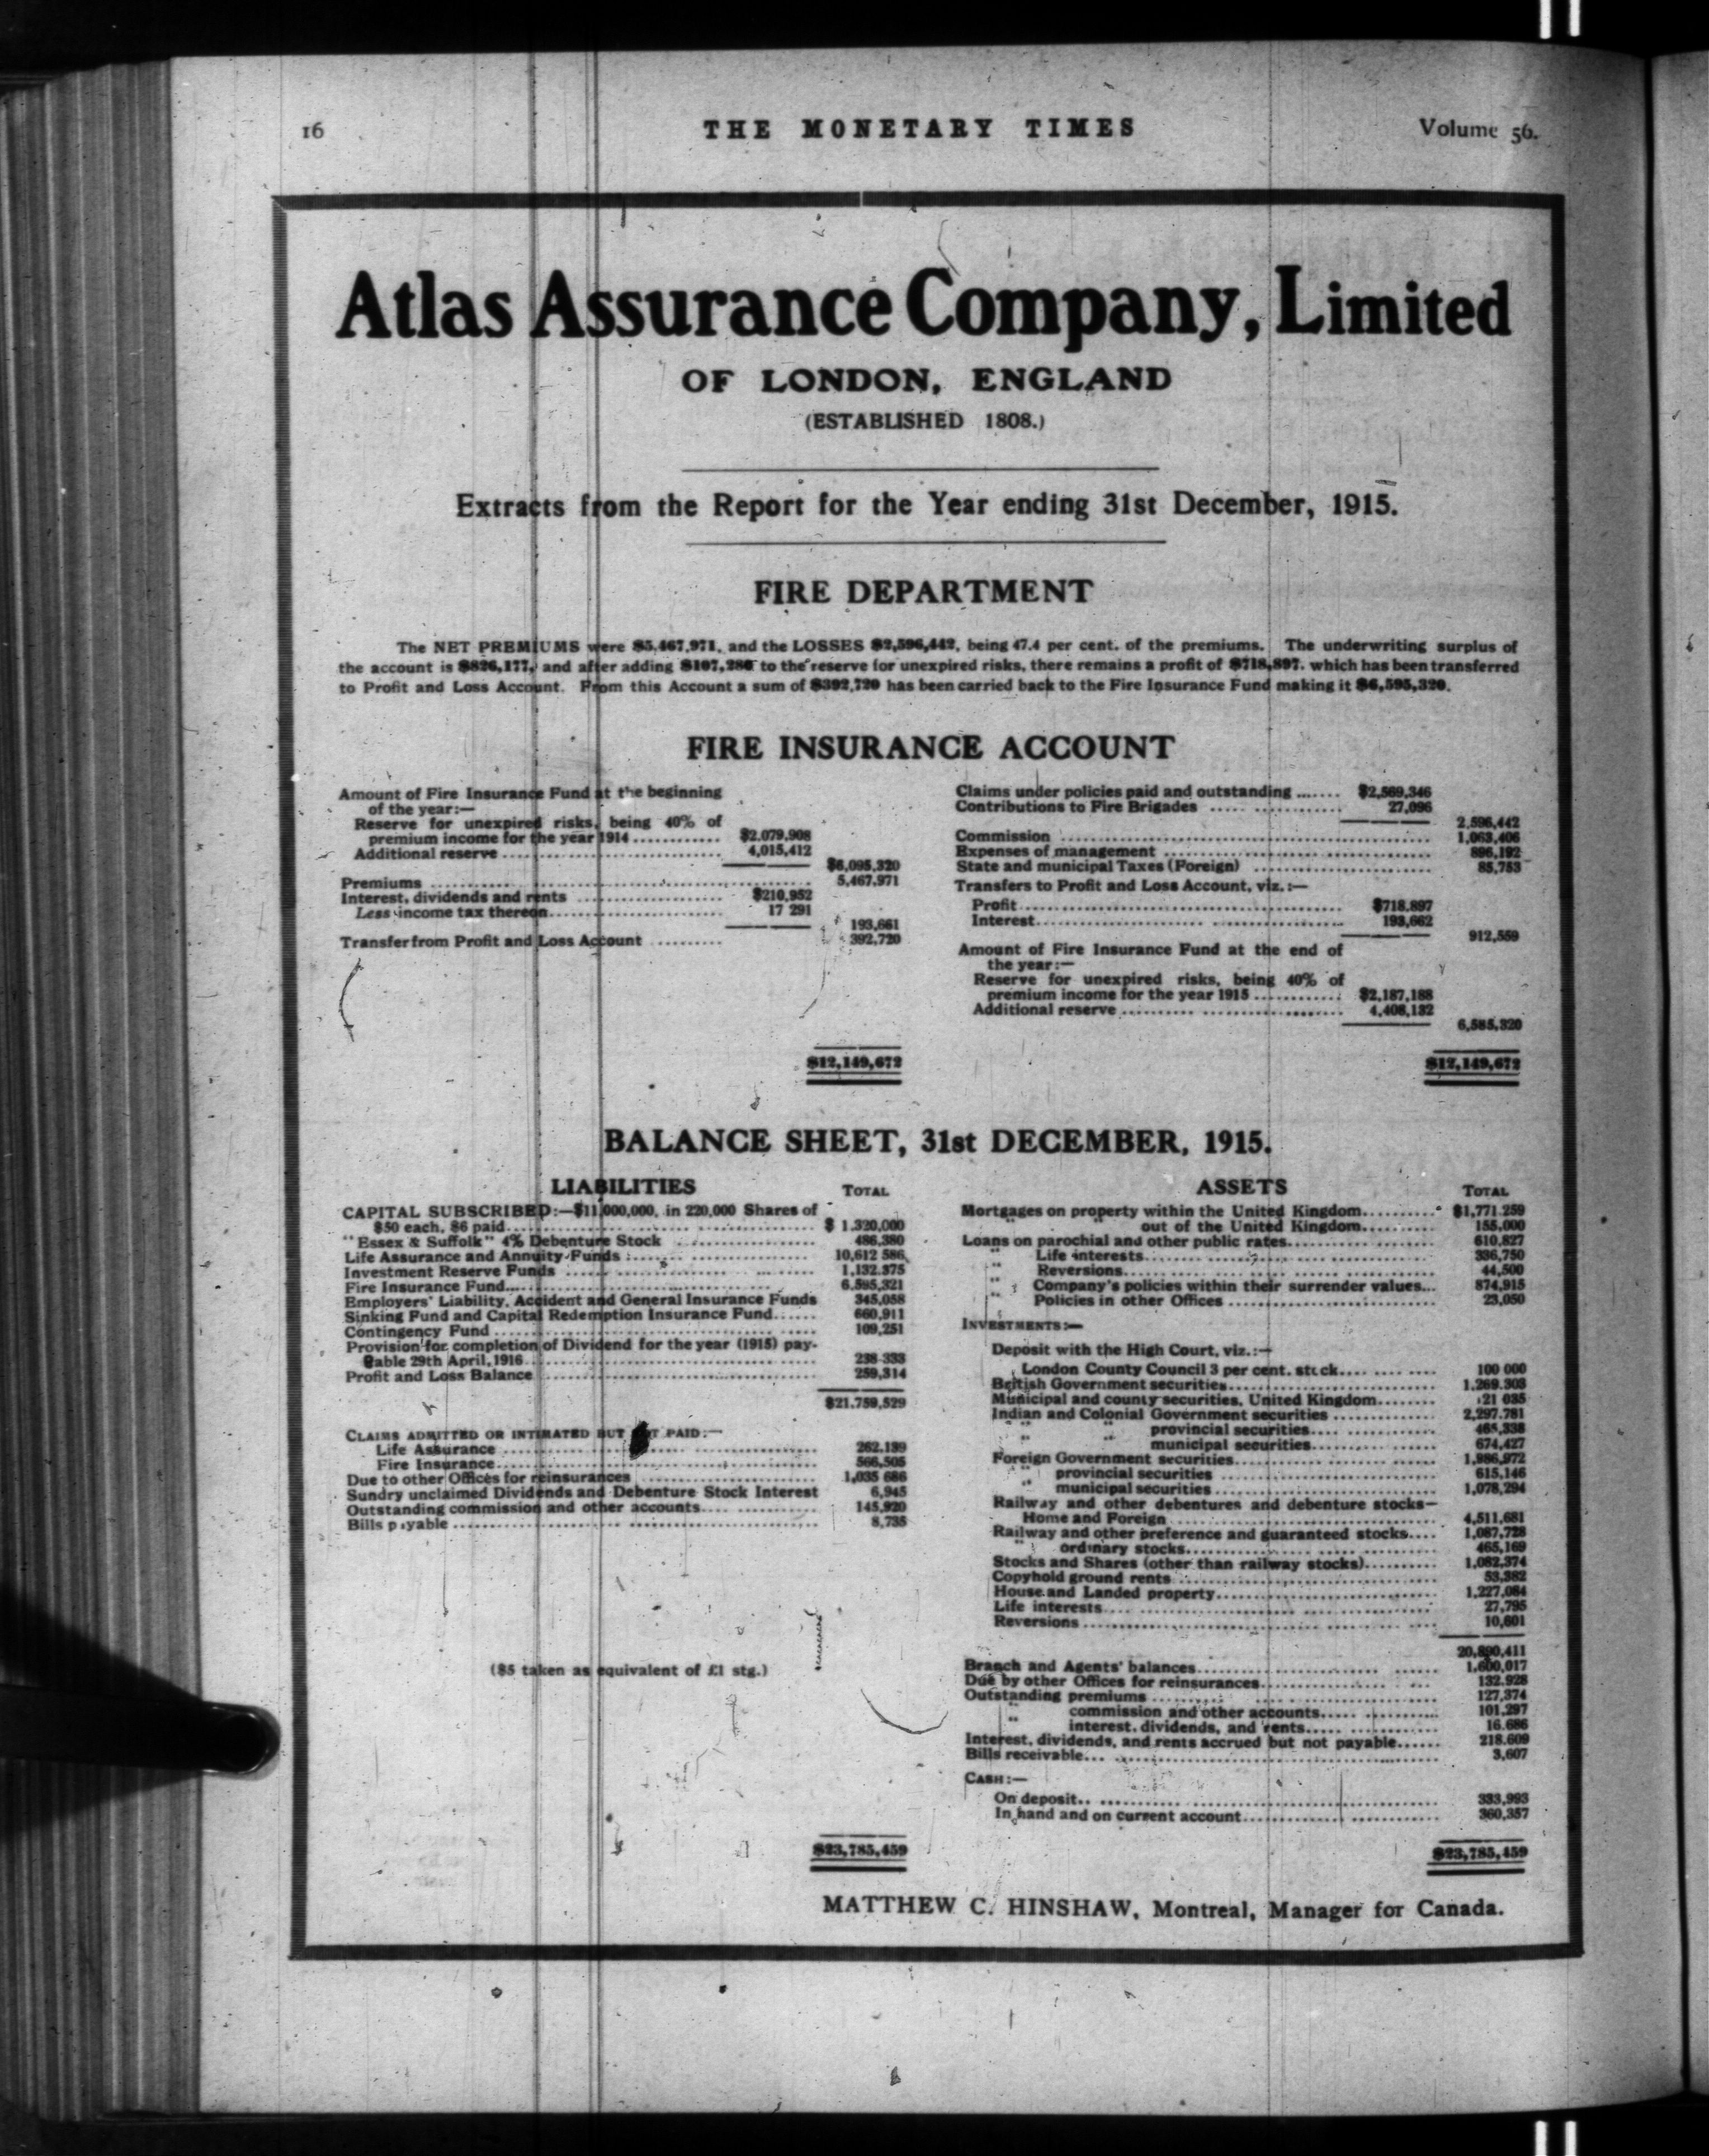 16
THE MONETARY TIMES
Volume 56.
Atlas Assurance Company, Limited
OF LONDON, ENGLAND
(ESTABLISHED 1808.)
Extracts from the Report for the Year ending 31st December, 1915.
FIRE DEPARTMENT
The NET PREMIUMS were $5,467,971, and the LOSSES $2,596,442, being 47.4 per cent. of the premiums. The underwriting surplus of
the account is $826,177, and after adding $107,280 to the reserve for unexpired risks, there remains a profit of $718,897. which has been transferred
to Profit and Loss Account. From this Account a sum of $392,720 has been carried back to the Fire Insurance Fund making it $6,595,320.
FIRE INSURANCE ACCOUNT
Amount of Fire Insurance Fund at the beginning
of the year:—
Reserve for unexpired risks, being 40% of
premium income for the year 1914 ............ $2,079,908
Additional reserve ............ 4,015,412
$6,095,320
Premiums ............ 5,467,971
Interest, dividends and rents ............ $210,952
Less income tax thereon ............ 17 291
193,661
Transfer from Profit and Loss Account .......... 392,720
$12,149,672
Claims under policies paid and outstanding ....... $2,569,346
Contributions to Fire Brigades ............ 27,096
2,596,442
Commission ............ 1,063,406
Expenses of management ............ 896,192
State and municipal Taxes (Foreign) ............ 85,753
Transfers to Profit and Loss Account, viz.:—
Profit ............ $718,897
Interest ............ 193,662
912,559
Amount of Fire Insurance Fund at the end of
the year:—
Reserve for unexpired risks, being 40% of
premium income for the year 1915 ............ $2,187,188
Additional reserve ............ 4,408,132
6,595,320
$12,149,672
BALANCE SHEET, 31st DECEMBER, 1915.
LIABILITIES TOTAL
CAPITAL SUBSCRIBED:—$11,000,000, in 220,000 Shares of
$50 each, $6 paid ............ $ 1,320,000
"Essex & Suffolk" 4% Debenture Stock ............ 486,380
Life Assurance and Annuity Funds ............ 10,612 586
Investment Reserve Funds ............ 1,132,375
Fire Insurance Fund ............ 6,595,321
Employers' Liability, Accident and General Insurance Funds 345,058
Sinking Fund and Capital Redemption Insurance Fund...... 660,911
Contingency Fund ............ 109,251
Provision for completion of Dividend for the year (1915) pay-
able 29th April, 1916 ............ 238 333
Profit and Loss Balance ............ 259,314
$21,759,529
CLAIMS ADMITTED OR INTIMATED BUT PAID:—
Life Assurance ............ 262,139
Fire Insurance ............ 566,505
Due to other Offices for reinsurances ............ 1,035 686
Sundry unclaimed Dividends and Debenture Stock Interest 6,945
Outstanding commission and other accounts ............ 145,920
Bills payable ............ 8,735
($5 taken as equivalent of £1 stg.)
$23,785,459
ASSETS TOTAL
Mortgages on property within the United Kingdom .......... $1,771 259
" " out of the United Kingdom .......... 155,000
Loans on parochial and other public rates ............ 610,827
" Life interests ............ 336,750
" Reversions ............ 44,500
" Company's policies within their surrender values... 874,915
" Policies in other Offices ............ 23,050
INVESTMENTS:—
Deposit with the High Court, viz.:—
London County Council 3 per cent. stock ............ 100 000
British Government securities ............ 1,269,303
Municipal and county securities, United Kingdom ........ 121 035
Indian and Colonial Government securities ............ 2,297,781
" " provincial securities ............ 465,338
" " municipal securities ............ 674,427
Foreign Government securities ............ 1,986,972
" provincial securities ............ 615,146
" municipal securities ............ 1,078,294
Railway and other debentures and debenture stocks—
Home and Foreign ............ 4,511,681
Railway and other preference and guaranteed stocks.... 1,087,728
" ordinary stocks ............ 465,169
Stocks and Shares (other than railway stocks) .......... 1,082,374
Copyhold ground rents ............ 53,382
House and Landed property ............ 1,227,084
Life interests ............ 27,795
Reversions ............ 10,601
20,890,411
Branch and Agents' balances ............ 1,600,017
Due by other Offices for reinsurances ............ 132,928
Outstanding premiums ............ 127,374
" commission and other accounts ............ 101,297
" interest, dividends, and rents ............ 16,686
Interest, dividends, and rents accrued but not payable...... 218,609
Bills receivable ............ 3,607
CASH:—
On deposit ............ 333,993
In hand and on current account ............ 360,357
$23,785,459
MATTHEW C. HINSHAW, Montreal, Manager for Canada.